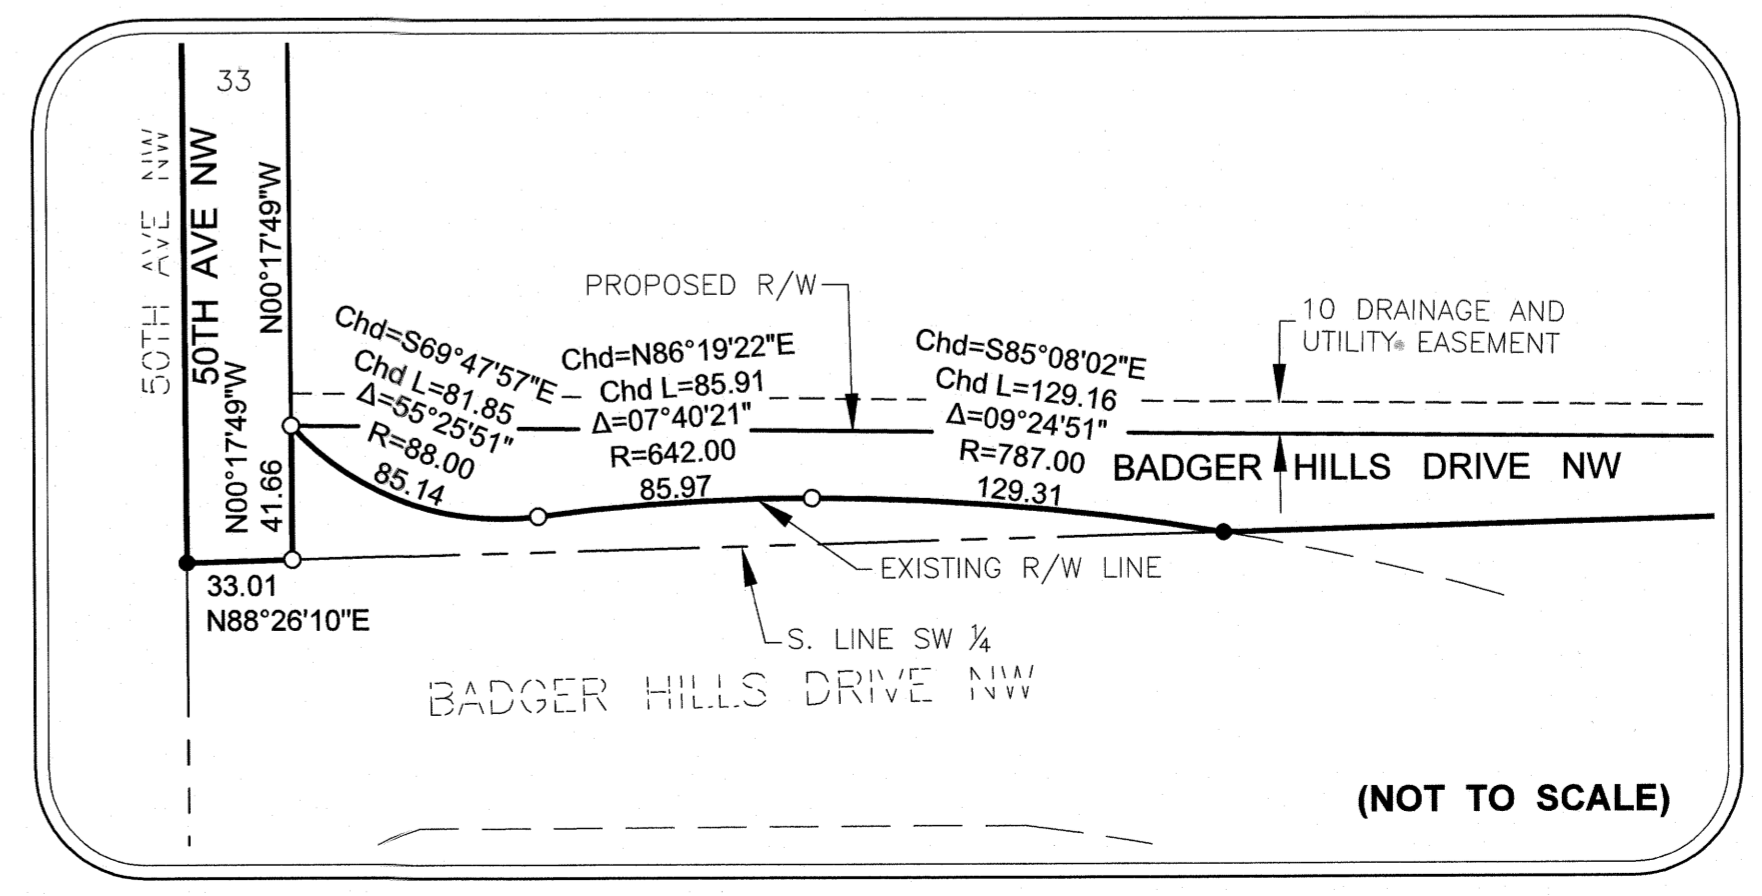 33
50TH AVE NW
50TH AVE NW
N00°17'49"W
N00°17'49"W
41.66
33.01
N88°26'10"E
Chd=S69°47'57"E
Chd L=81.85
Δ=55°25'51"
R=88.00
85.14
PROPOSED R/W
Chd=N86°19'22"E
Chd L=85.91
Δ=07°40'21"
R=642.00
85.97
Chd=S85°08'02"E
Chd L=129.16
Δ=09°24'51"
R=787.00
129.31
10 DRAINAGE AND
UTILITY EASEMENT
BADGER HILLS DRIVE NW
EXISTING R/W LINE
S. LINE SW 1/4
BADGER HILLS DRIVE NW
(NOT TO SCALE)